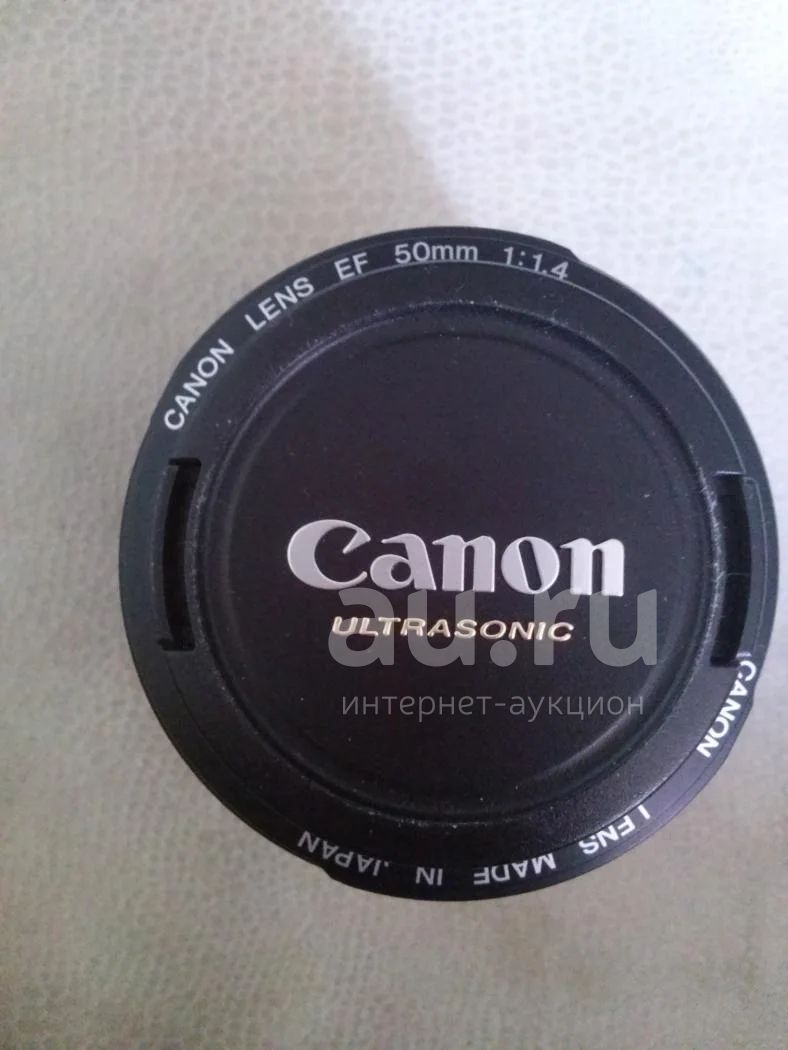 CANON LENS EF 50mm 1:1.4
Canon
ULTRASONIC
au.ru
интернет-аукцион
CANON LENS MADE IN JAPAN